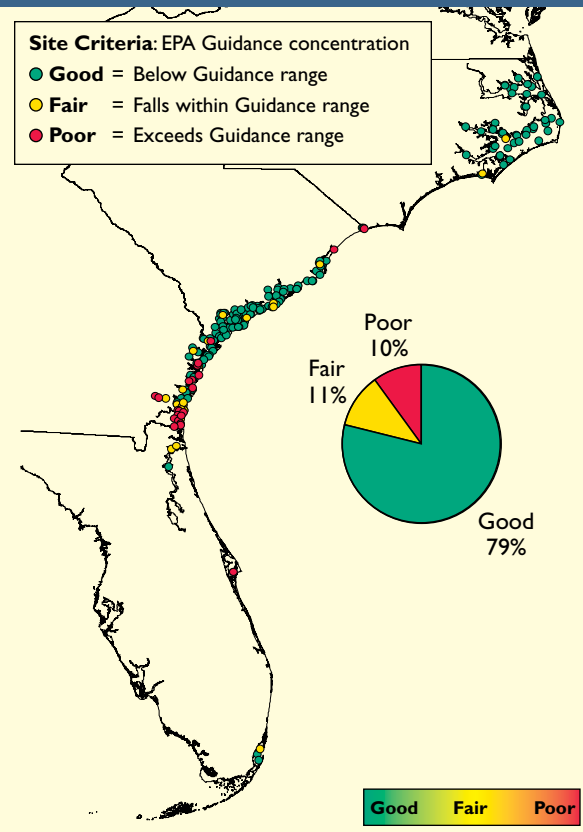 Site Criteria: EPA Guidance concentration
Good = Below Guidance range
Fair = Falls within Guidance range
Poor = Exceeds Guidance range
Poor
10%
Fair
11%
Good
79%
Good Fair Poor